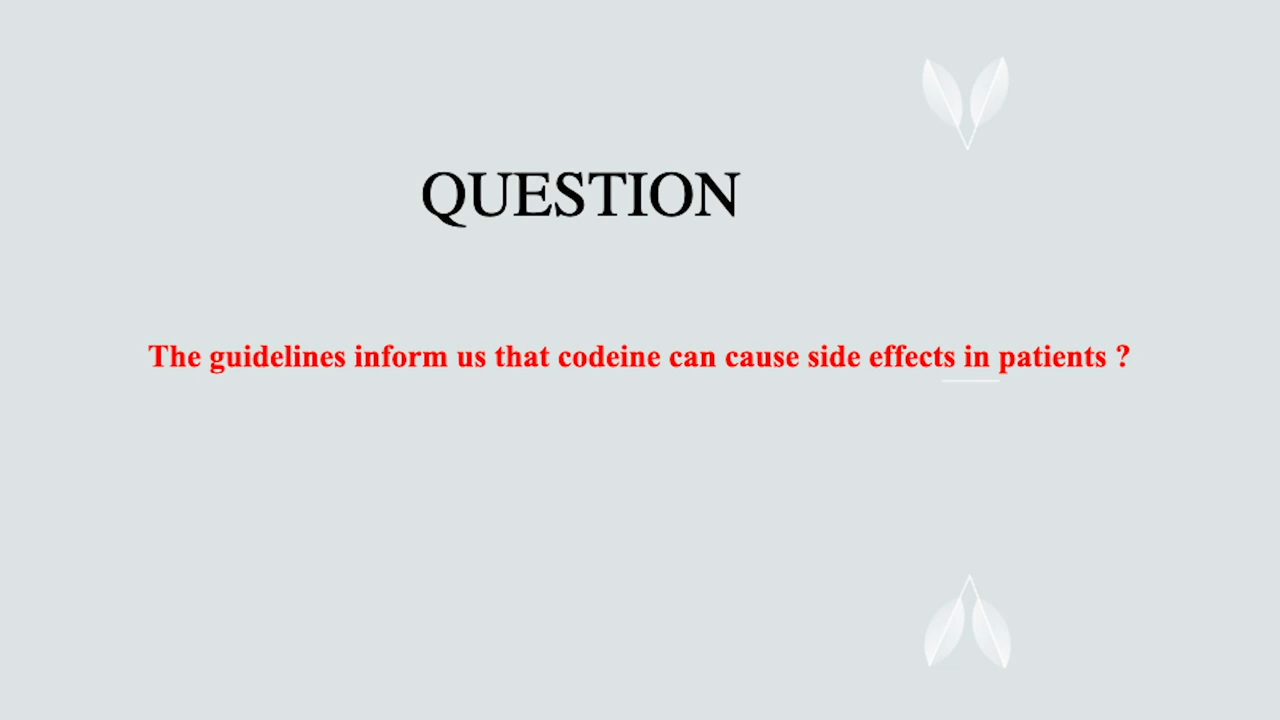 QUESTION
The guidelines inform us that codeine can cause side effects in patients ?